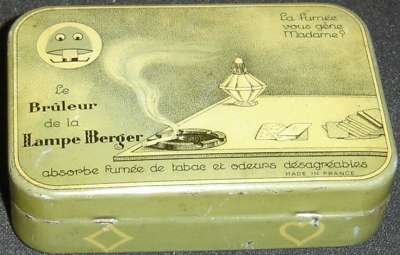 La fumée
vous gêne
Madame?
Le
Brûleur
de la
Lampe Berger
absorbe fumée de tabac et odeurs désagréables
MADE IN FRANCE